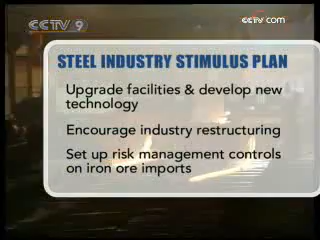 CCTV 9
CCTV.com
STEEL INDUSTRY STIMULUS PLAN
Upgrade facilities & develop new
technology
Encourage industry restructuring
Set up risk management controls
on iron ore imports